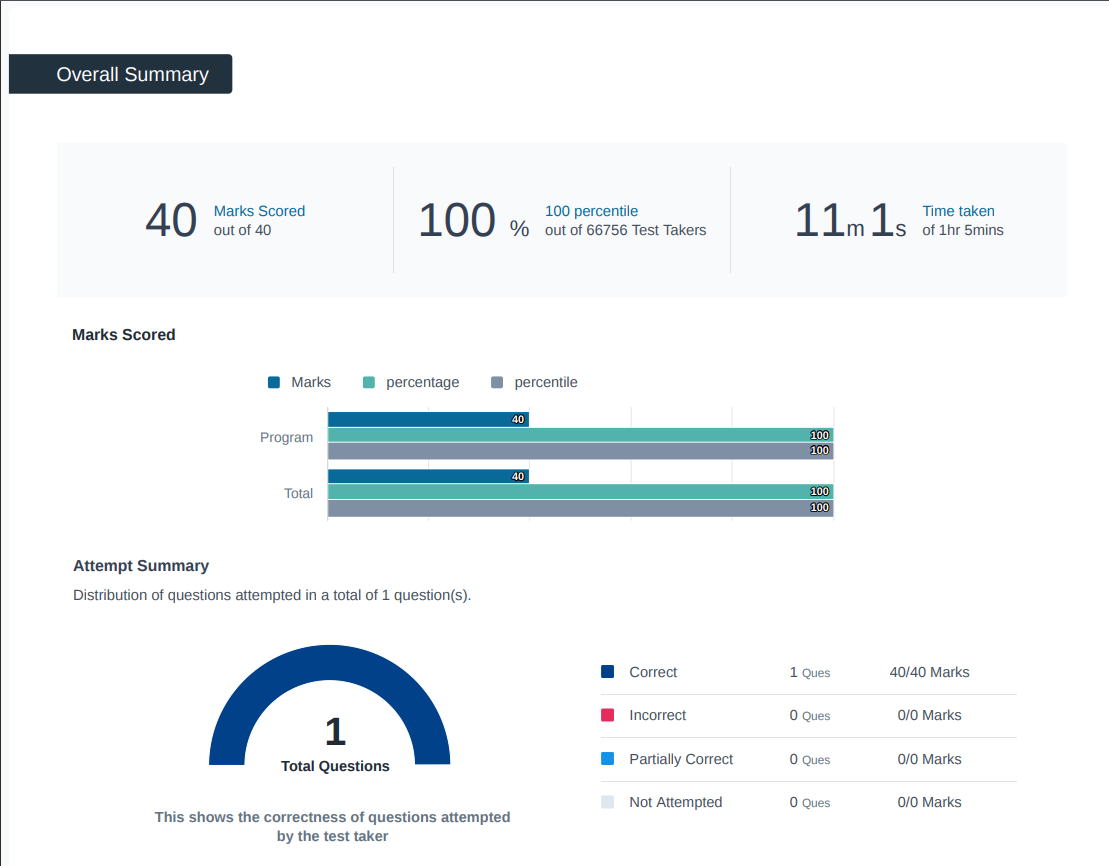 Overall Summary
40 Marks Scored
out of 40
100 % 100 percentile
out of 66756 Test Takers
11m 1s Time taken
of 1hr 5mins
Marks Scored
Marks percentage percentile
Program 40
100
100
Total 40
100
100
Attempt Summary
Distribution of questions attempted in a total of 1 question(s).
1
Total Questions
This shows the correctness of questions attempted
by the test taker
Correct 1 Ques 40/40 Marks
Incorrect 0 Ques 0/0 Marks
Partially Correct 0 Ques 0/0 Marks
Not Attempted 0 Ques 0/0 Marks